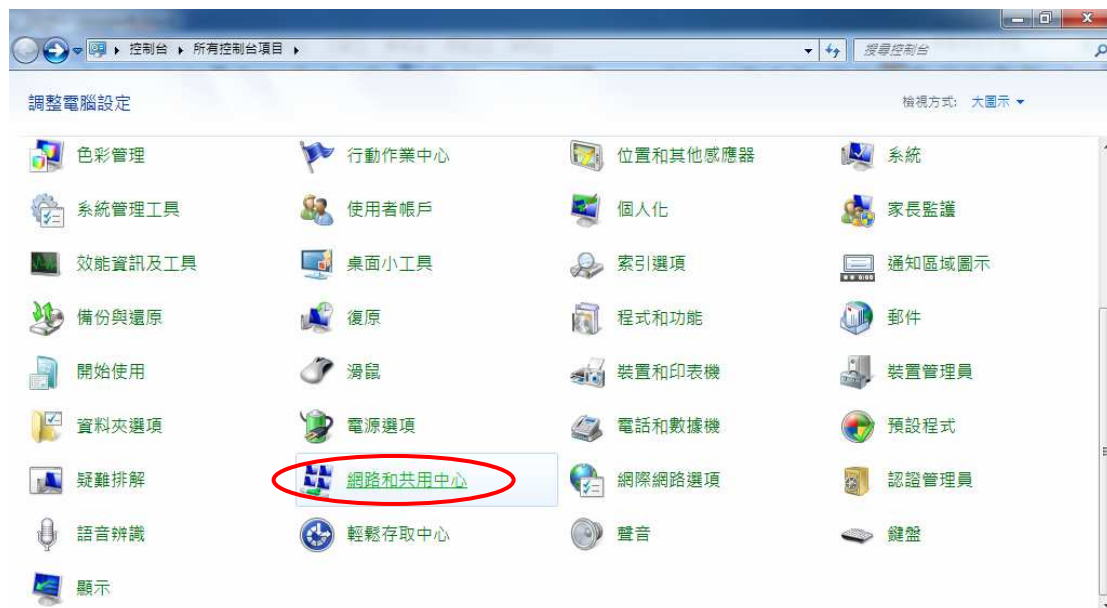 控制台 ▸ 所有控制台項目 ▸ 搜尋控制台
調整電腦設定 檢視方式: 大圖示
色彩管理 行動作業中心 位置和其他感應器 系統
系統管理工具 使用者帳戶 個人化 家長監護
效能資訊及工具 桌面小工具 索引選項 通知區域圖示
備份與還原 復原 程式和功能 郵件
開始使用 滑鼠 裝置和印表機 裝置管理員
資料夾選項 電源選項 電話和數據機 預設程式
疑難排解 網路和共用中心 網際網路選項 認證管理員
語音辨識 輕鬆存取中心 聲音 鍵盤
顯示